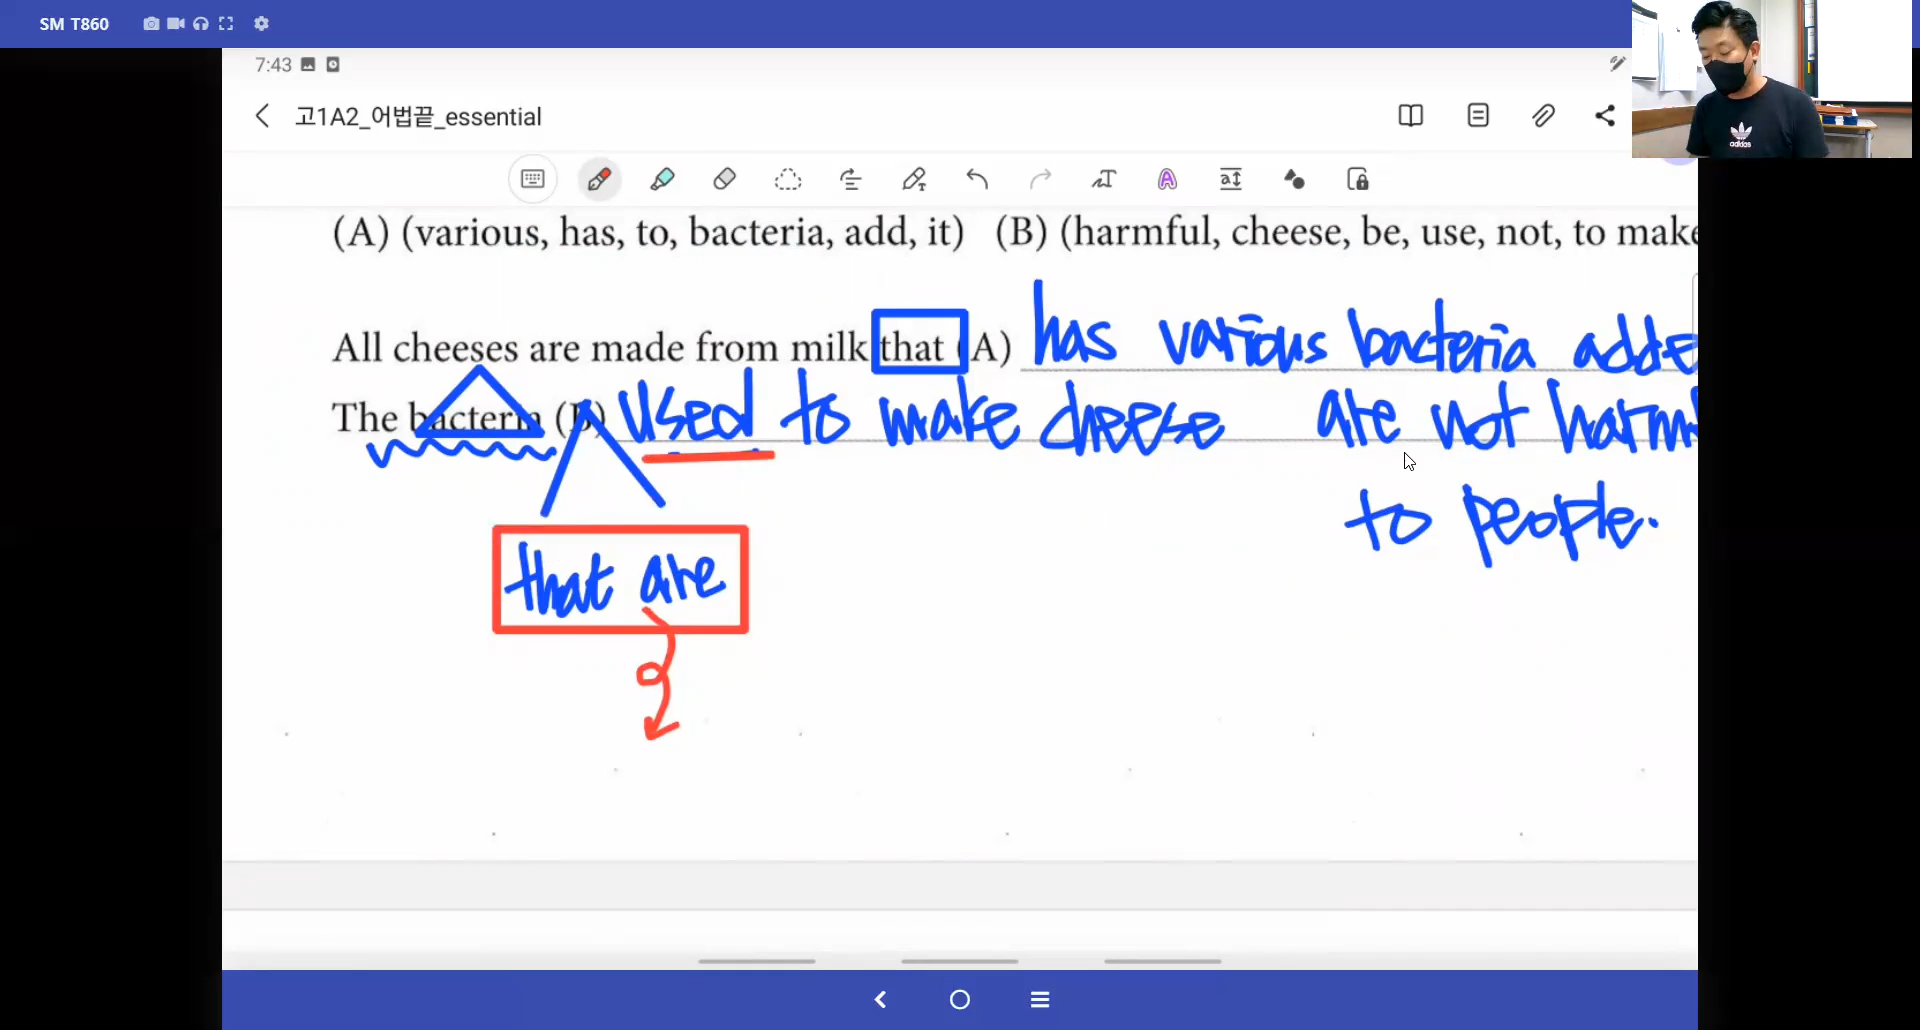 SM T860
7:43
고1A2_어법끝_essential
adidas
(A) (various, has, to, bacteria, add, it) (B) (harmful, cheese, be, use, not, to make
All cheeses are made from milk that (A) has various bacteria adde
The bacteria (B) used to make cheese are not harm
to people.
that are